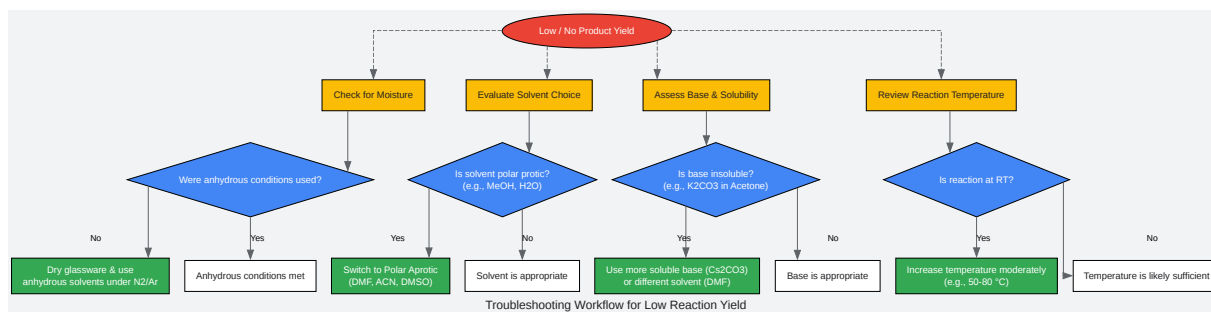 Low / No Product Yield
Check for Moisture
Evaluate Solvent Choice
Assess Base & Solubility
Review Reaction Temperature
Were anhydrous conditions used?
Is solvent polar protic?
(e.g., MeOH, H2O)
Is base insoluble?
(e.g., K2CO3 in Acetone)
Is reaction at RT?
No
Yes
Yes
No
Yes
No
Yes
No
Dry glassware & use
anhydrous solvents under N2/Ar
Anhydrous conditions met
Switch to Polar Aprotic
(DMF, ACN, DMSO)
Solvent is appropriate
Use more soluble base (Cs2CO3)
or different solvent (DMF)
Base is appropriate
Increase temperature moderately
(e.g., 50-80 °C)
Temperature is likely sufficient
Troubleshooting Workflow for Low Reaction Yield